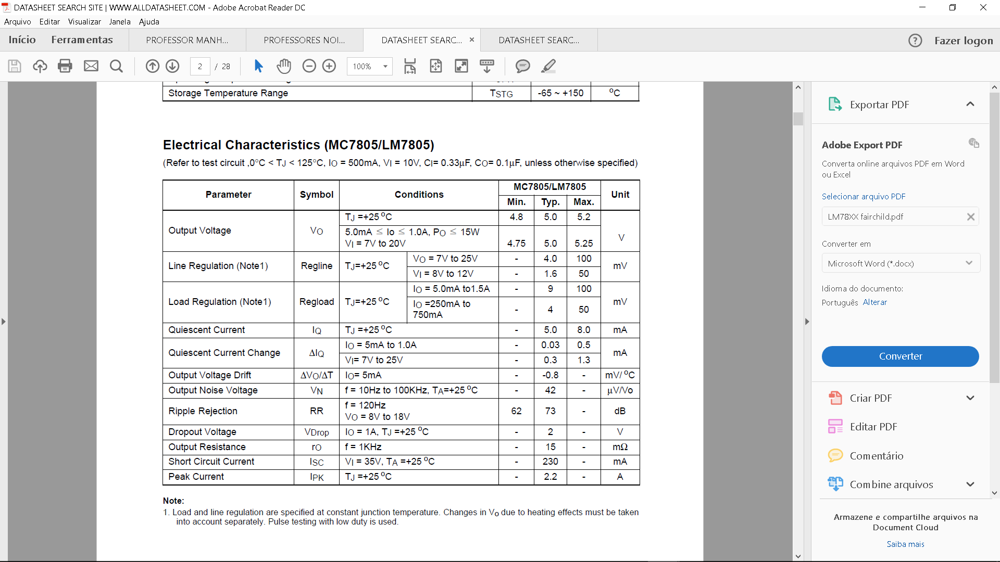 DATASHEET SEARCH SITE | WWW.ALLDATASHEET.COM - Adobe Acrobat Reader DC
Arquivo Editar Visualizar Janela Ajuda
Início Ferramentas PROFESSOR MANH... PROFESSORES NOI... DATASHEET SEARC... DATASHEET SEARC... Fazer logon
2 / 28 100%
Storage Temperature Range TSTG -65 ~ +150 oC
Electrical Characteristics (MC7805/LM7805)
(Refer to test circuit ,0°C < TJ < 125°C, IO = 500mA, VI = 10V, CI= 0.33μF, CO= 0.1μF, unless otherwise specified)
Parameter Symbol Conditions MC7805/LM7805 Unit
Min. Typ. Max.
Output Voltage VO TJ =+25 oC 4.8 5.0 5.2 V
5.0mA ≤ Io ≤ 1.0A, PO ≤ 15W
VI = 7V to 20V 4.75 5.0 5.25
Line Regulation (Note1) Regline TJ=+25 oC VO = 7V to 25V - 4.0 100 mV
VI = 8V to 12V - 1.6 50
Load Regulation (Note1) Regload TJ=+25 oC IO = 5.0mA to1.5A - 9 100 mV
IO =250mA to
750mA - 4 50
Quiescent Current IQ TJ =+25 oC - 5.0 8.0 mA
Quiescent Current Change ΔIQ IO = 5mA to 1.0A - 0.03 0.5 mA
VI= 7V to 25V - 0.3 1.3
Output Voltage Drift ΔVO/ΔT IO= 5mA - -0.8 - mV/ oC
Output Noise Voltage VN f = 10Hz to 100KHz, TA=+25 oC - 42 - μV/Vo
Ripple Rejection RR f = 120Hz
VO = 8V to 18V 62 73 - dB
Dropout Voltage VDrop IO = 1A, TJ =+25 oC - 2 - V
Output Resistance rO f = 1KHz - 15 - mΩ
Short Circuit Current ISC VI = 35V, TA =+25 oC - 230 - mA
Peak Current IPK TJ =+25 oC - 2.2 - A
Note:
1. Load and line regulation are specified at constant junction temperature. Changes in Vo due to heating effects must be taken
into account separately. Pulse testing with low duty is used.
Exportar PDF
Adobe Export PDF
Converta online arquivos PDF em Word
ou Excel
Selecionar arquivo PDF
LM78XX fairchild.pdf
Converter em
Microsoft Word (*.docx)
Idioma do documento:
Português Alterar
Converter
Criar PDF
Editar PDF
Comentário
Combine arquivos
Armazene e compartilhe arquivos na
Document Cloud
Saiba mais